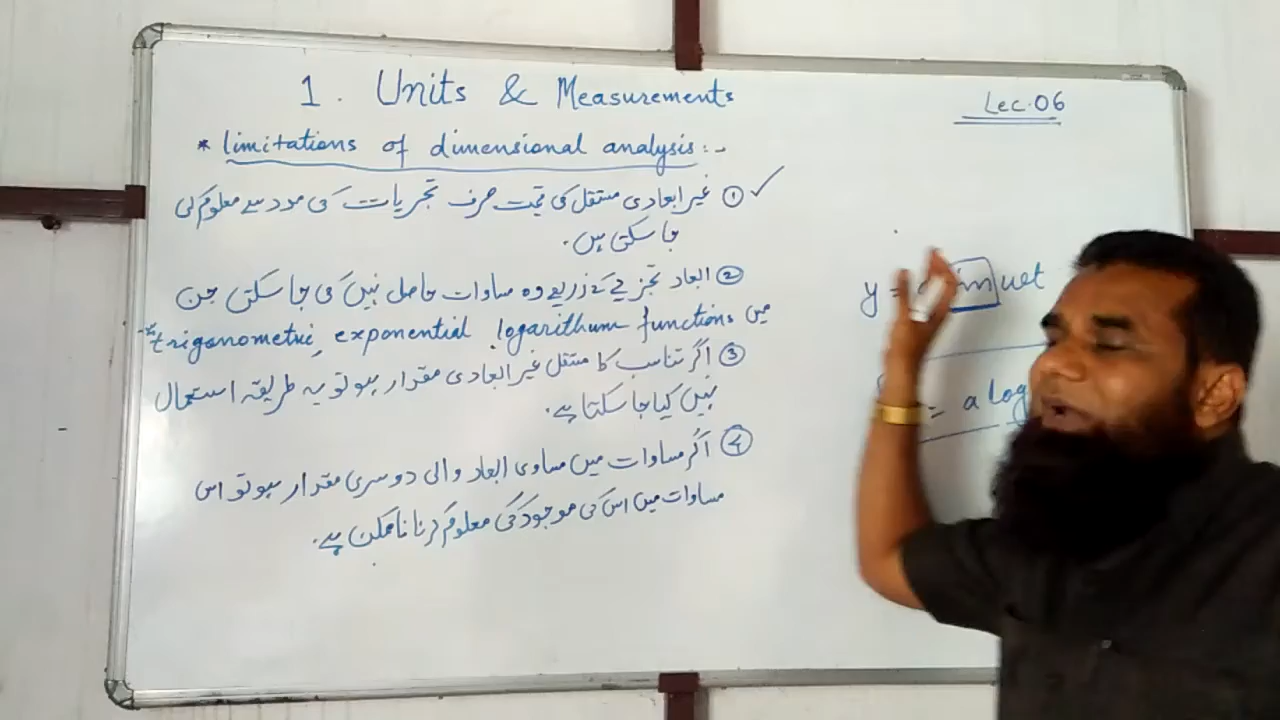 1. Units & Measurements
Lec. 06
* limitations of dimensional analysis :-
① غیر ابعادی مستقل کی قیمت صرف تجربات کی مدد سے معلوم کی
جا سکتی ہیں.
② ابعاد تجزیے کے ذریعے وہ مساوات حاصل نہیں کی جا سکتی جن
میں trigonometric, exponential, logarithum functions
③ اگر تناسب کا مستقل غیر ابعادی مقدار ہو تو یہ طریقہ استعمال
نہیں کیا جا سکتا ہے.
④ اگر مساوات میں مساوی ابعاد والی دوسری مقدار ہو تو اس
مساوات میں اس کی موجودگی معلوم کرنا ناممکن ہے.
y =
= a log